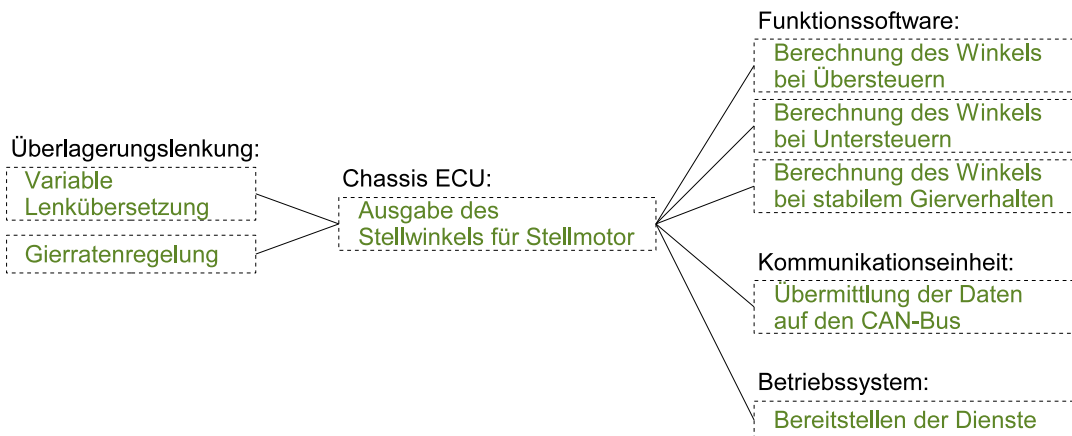 Überlagerungslenkung:
Variable
Lenkübersetzung
Gierratenregelung
Chassis ECU:
Ausgabe des
Stellwinkels für Stellmotor
Funktionssoftware:
Berechnung des Winkels
bei Übersteuern
Berechnung des Winkels
bei Untersteuern
Berechnung des Winkels
bei stabilem Gierverhalten
Kommunikationseinheit:
Übermittlung der Daten
auf den CAN-Bus
Betriebssystem:
Bereitstellen der Dienste